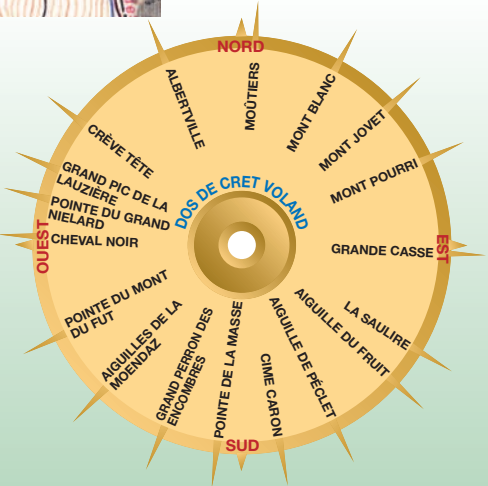 NORD
MOÛTIERS
MONT BLANC
MONT JOVET
MONT POURRI
EST
GRANDE CASSE
LA SAULIRE
AIGUILLE DU FRUIT
AIGUILLE DE PÉCLET
CIME CARON
SUD
POINTE DE LA MASSE
GRAND PERRON DES
ENCOMBRES
AIGUILLES DE LA
MOENDAZ
POINTE DU MONT
DU FUT
OUEST
CHEVAL NOIR
POINTE DU GRAND
NIELARD
GRAND PIC DE LA
LAUZIÈRE
CRÈVE TÊTE
ALBERTVILLE
DOS DE CRET VOLAND